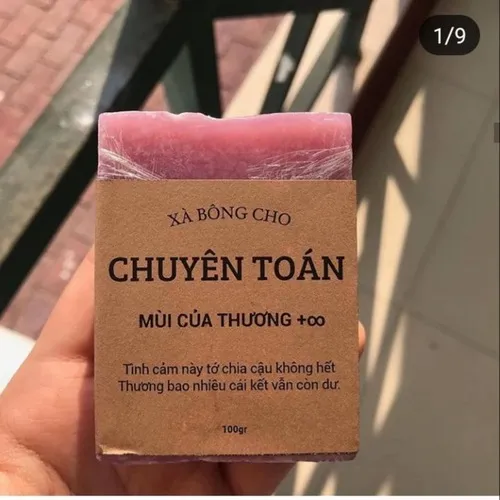 1/9
XÀ BÔNG CHO
CHUYÊN TOÁN
MÙI CỦA THƯƠNG +∞
Tình cảm này tớ chia cậu không hết
Thương bao nhiêu cái kết vẫn còn dư.
100gr